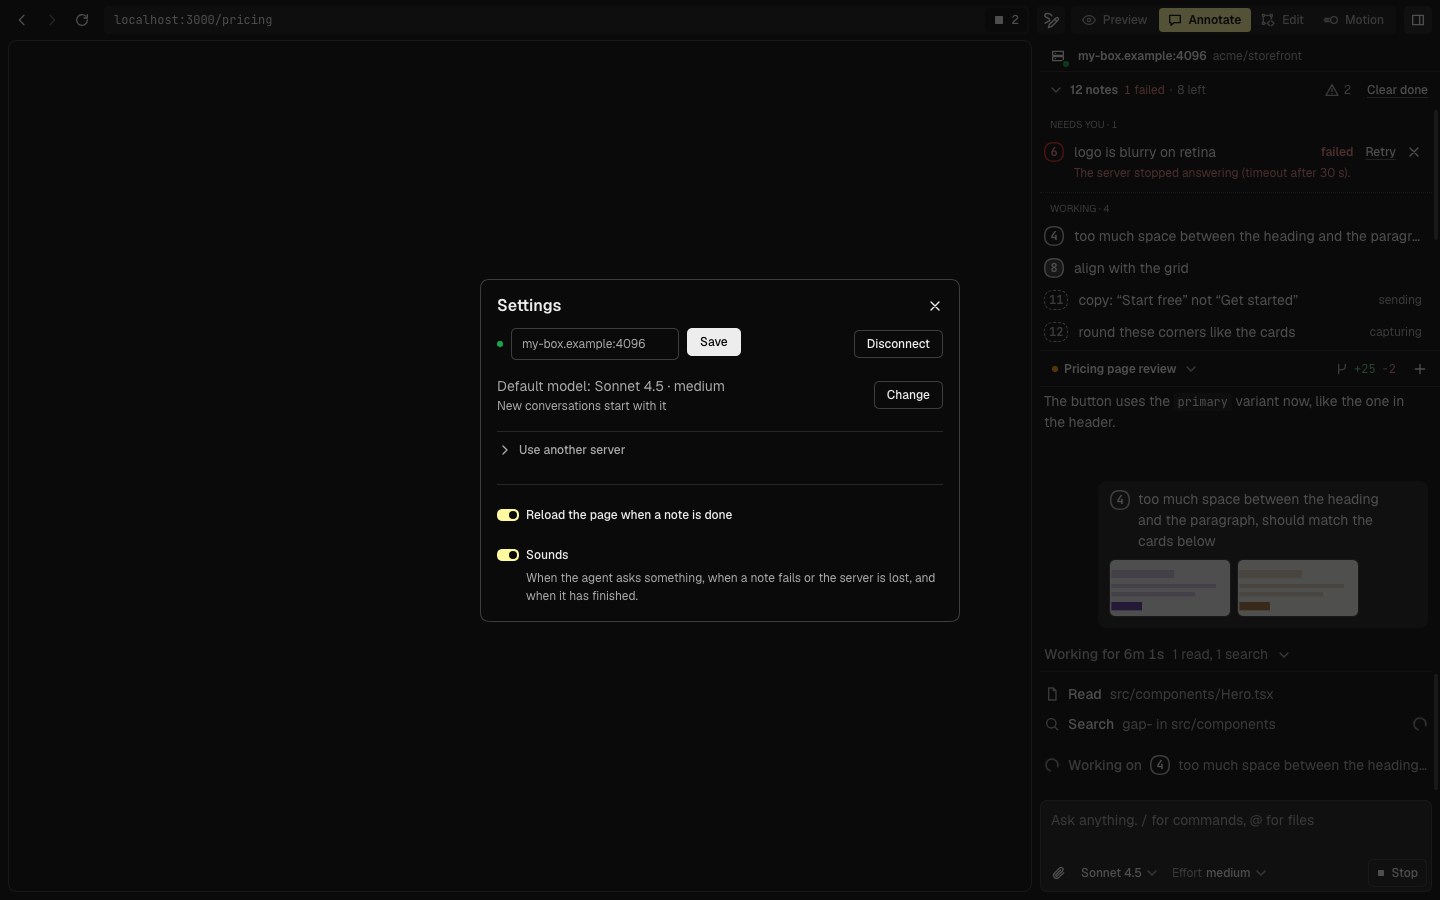 localhost:3000/pricing
2
Preview
Annotate
Edit
Motion
my-box.example:4096 acme/storefront
12 notes 1 failed · 8 left
2
Clear done
NEEDS YOU · 1
6 logo is blurry on retina failed Retry
The server stopped answering (timeout after 30 s).
WORKING · 4
4 too much space between the heading and the paragr…
8 align with the grid
11 copy: “Start free” not “Get started” sending
12 round these corners like the cards capturing
Pricing page review +25 -2
The button uses the primary variant now, like the one in
the header.
4 too much space between the heading
and the paragraph, should match the
cards below
Working for 6m 1s 1 read, 1 search
Read src/components/Hero.tsx
Search gap- in src/components
Working on 4 too much space between the heading…
Ask anything. / for commands, @ for files
Sonnet 4.5 Effort medium Stop
Settings
my-box.example:4096 Save Disconnect
Default model: Sonnet 4.5 · medium
New conversations start with it
Change
Use another server
Reload the page when a note is done
Sounds
When the agent asks something, when a note fails or the server is lost, and
when it has finished.